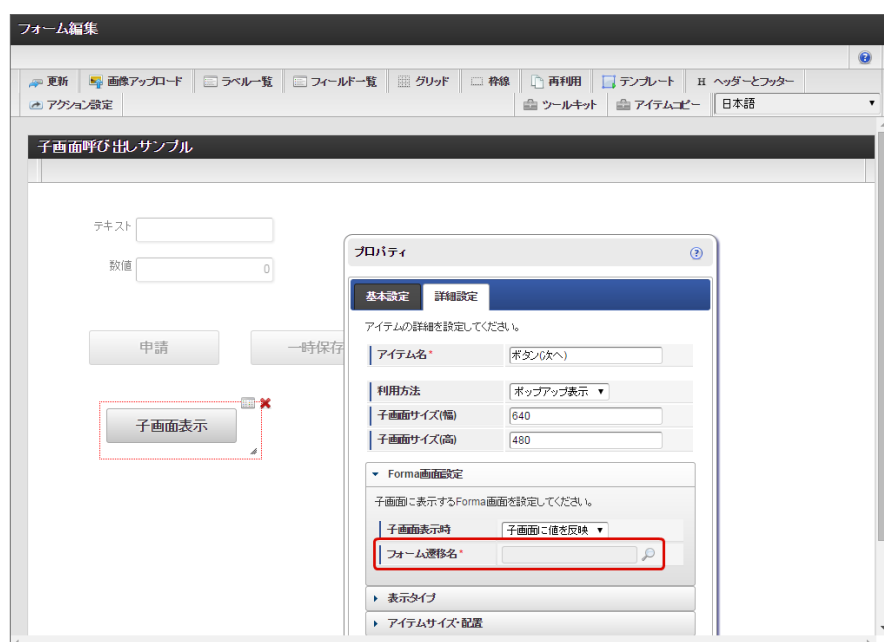 フォーム編集
更新 画像アップロード ラベル一覧 フィールド一覧 グリッド 枠線 再利用 テンプレート H ヘッダーとフッター
アクション設定 ツールキット アイテムコピー 日本語
子画面呼び出しサンプル
テキスト
数値 0
申請 一時保存
子画面表示
プロパティ
基本設定 詳細設定
アイテムの詳細を設定してください。
アイテム名* ボタン(次へ)
利用方法 ポップアップ表示
子画面サイズ(幅) 640
子画面サイズ(高) 480
Forma画面設定
子画面に表示するForma画面を設定してください。
子画面表示時 子画面に値を反映
フォーム遷移名*
表示タイプ
アイテムサイズ・配置